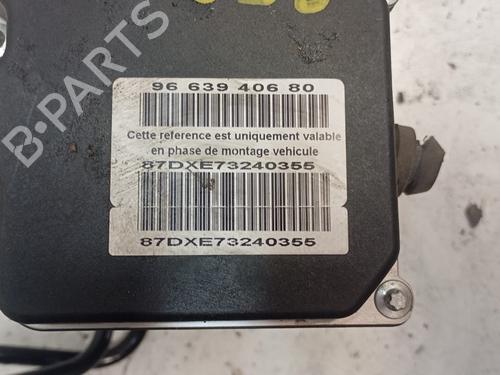 B-PARTS
96 639 406 80
Cette reference est uniquement valable
en phase de montage vehicule
87DXE73240355
87DXE73240355